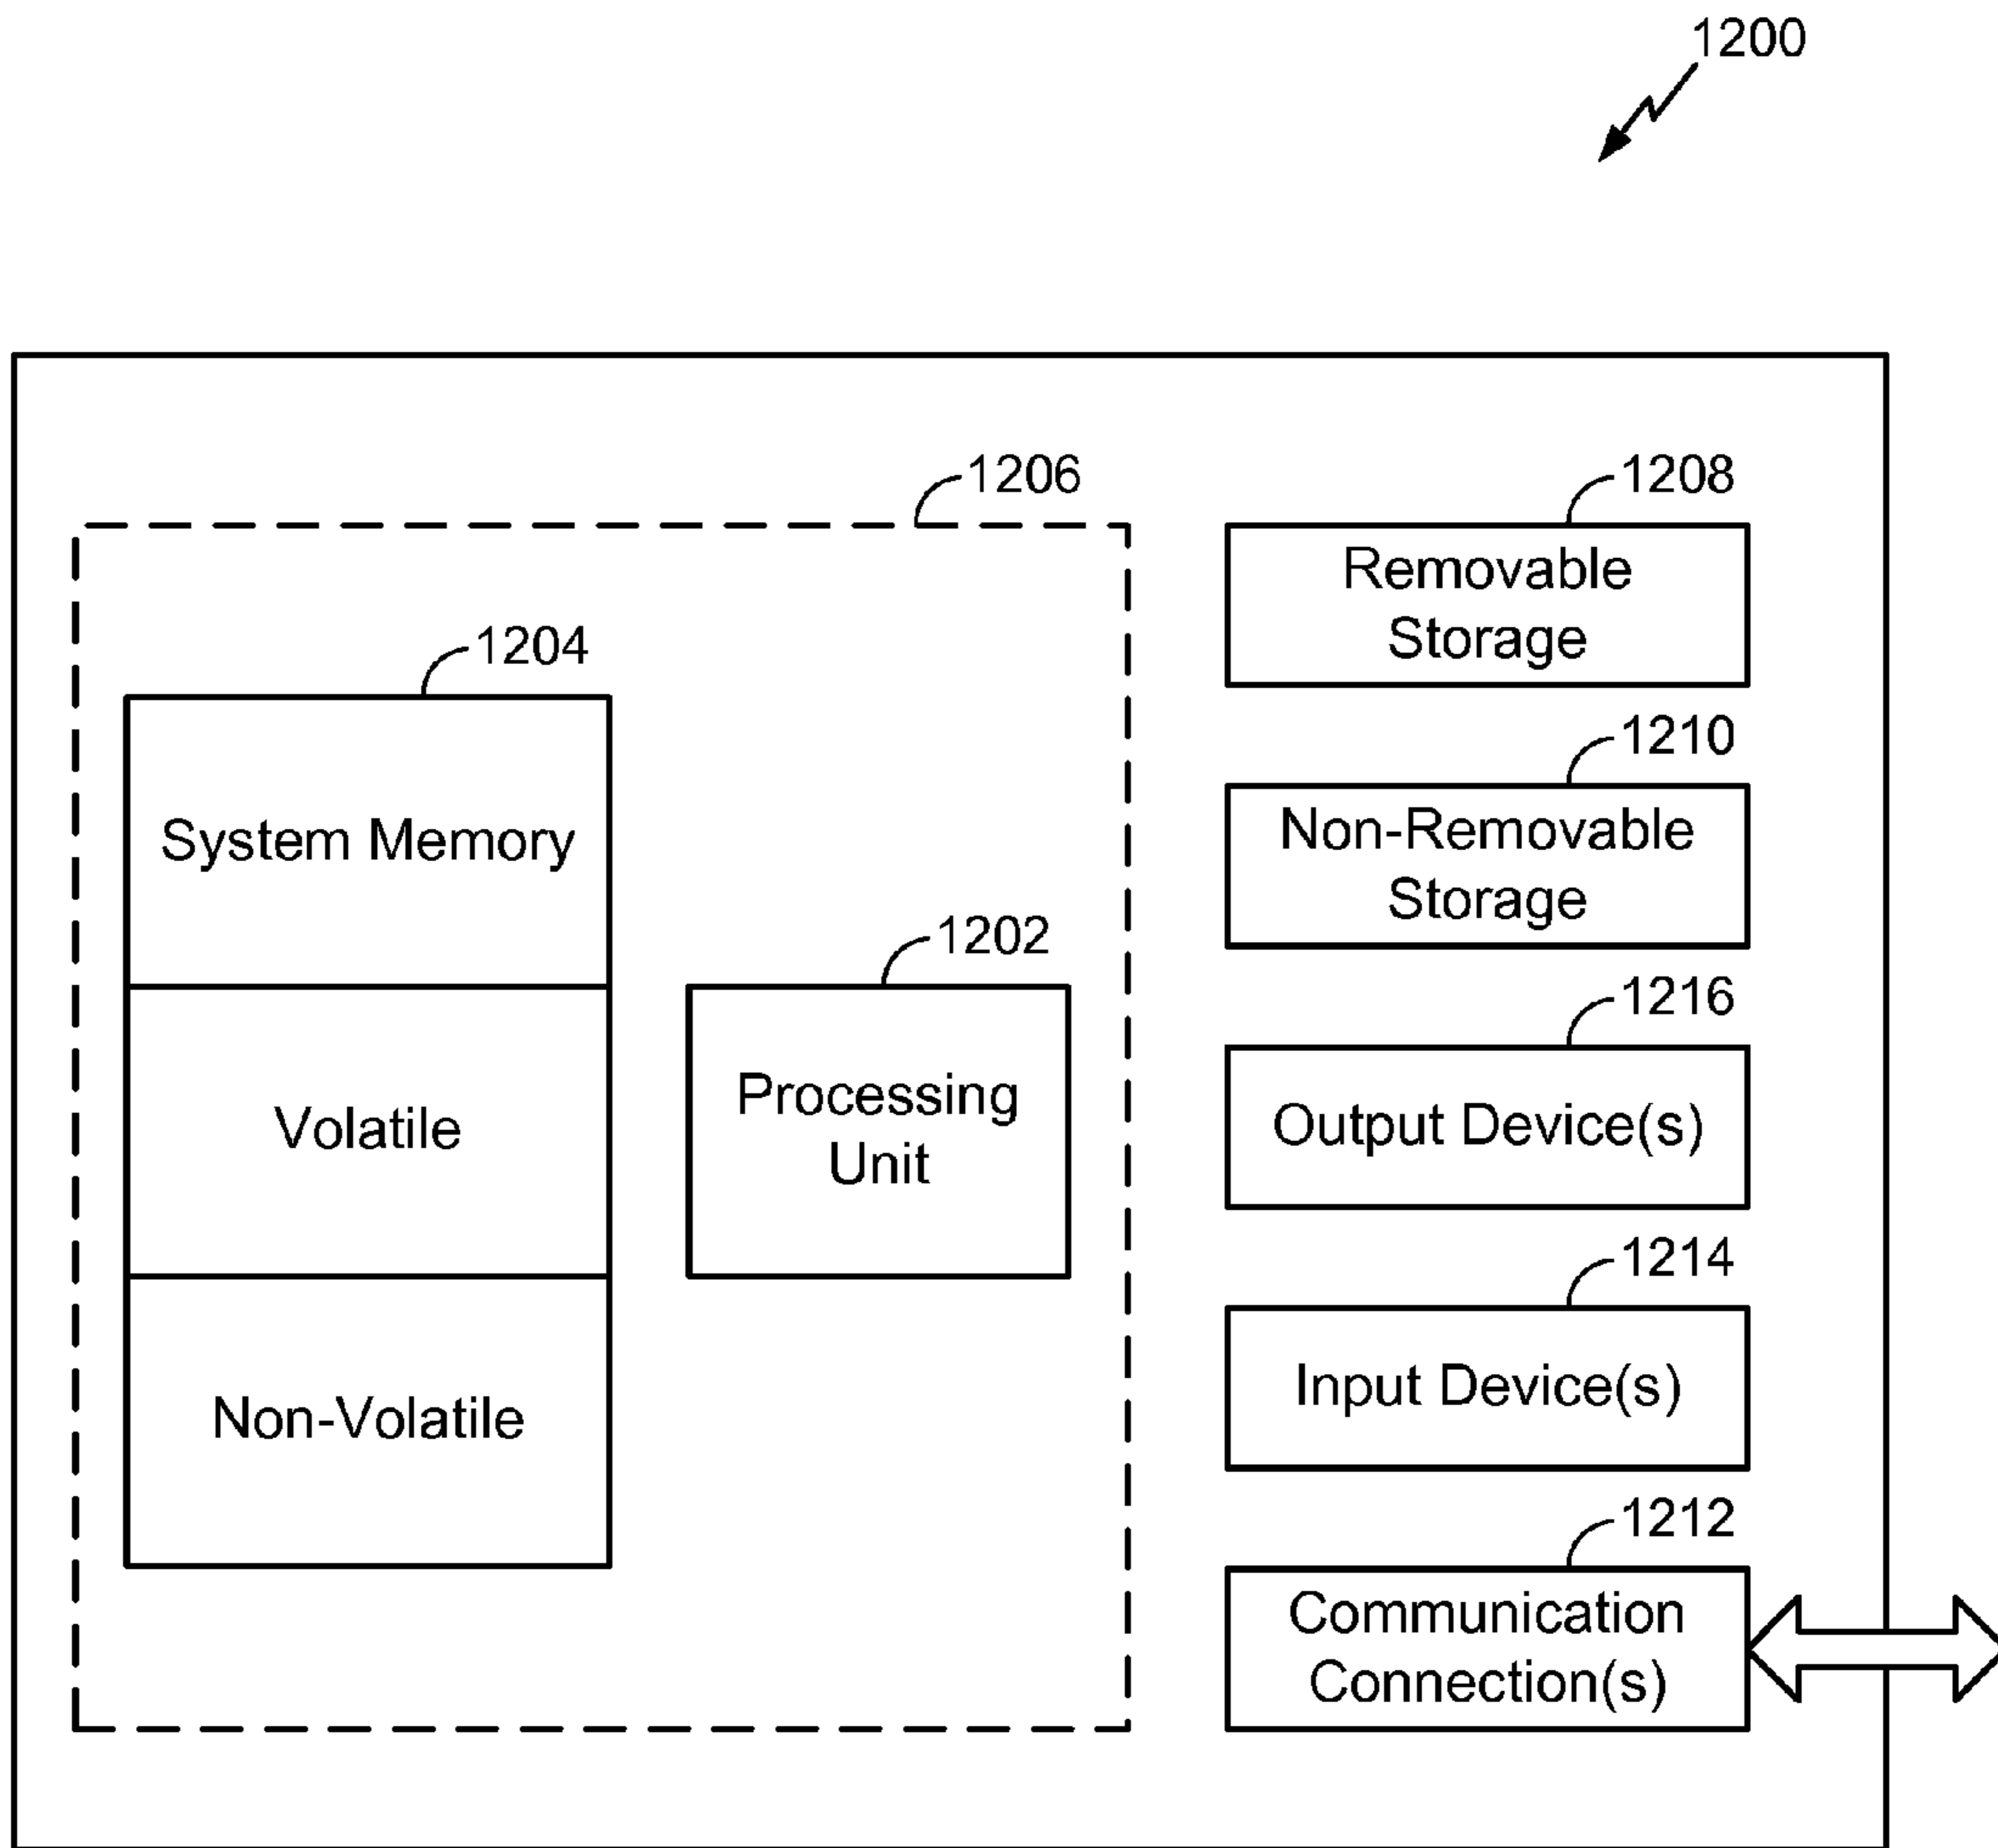 1200
1206
1204
System Memory
Volatile
Non-Volatile
1202
Processing
Unit
1208
Removable
Storage
1210
Non-Removable
Storage
1216
Output Device(s)
1214
Input Device(s)
1212
Communication
Connection(s)